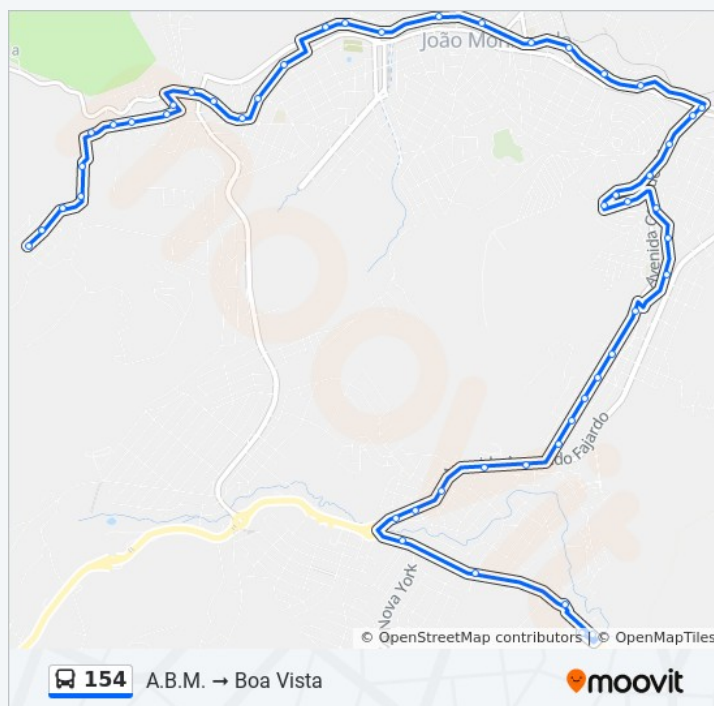 a
João Mon
Avenida C
do Fajardo
Nova York
© OpenStreetMap contributors | © OpenMapTiles
154 A.B.M. → Boa Vista
moovit